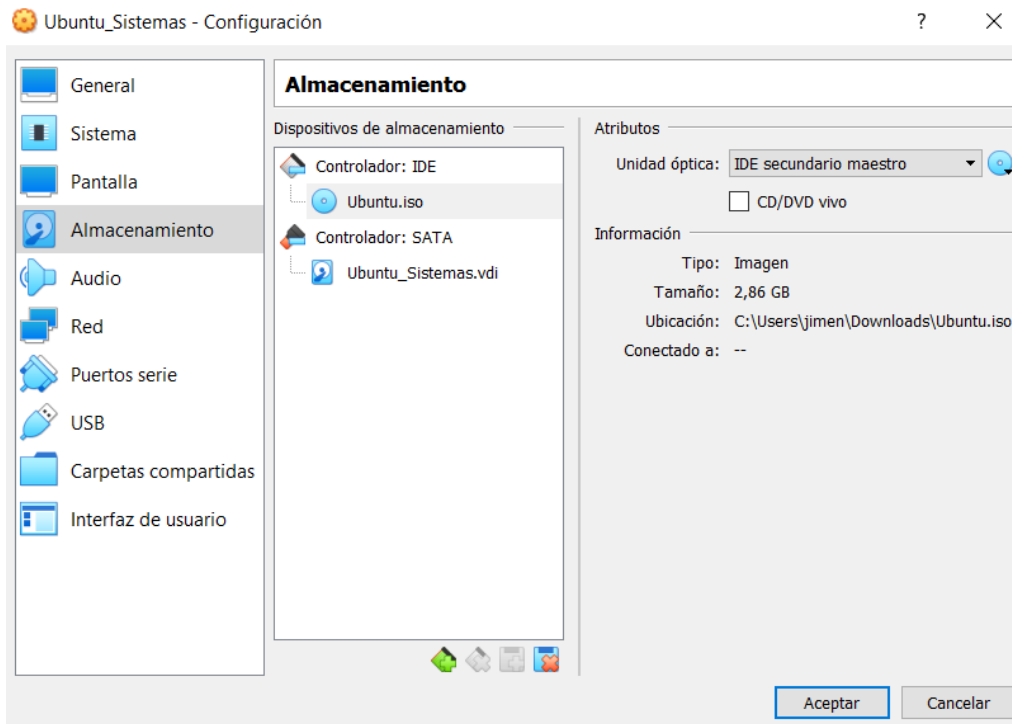 Ubuntu_Sistemas - Configuración
?
General
Sistema
Pantalla
Almacenamiento
Audio
Red
Puertos serie
USB
Carpetas compartidas
Interfaz de usuario
Almacenamiento
Dispositivos de almacenamiento
Controlador: IDE
Ubuntu.iso
Controlador: SATA
Ubuntu_Sistemas.vdi
Atributos
Unidad óptica: IDE secundario maestro
CD/DVD vivo
Información
Tipo: Imagen
Tamaño: 2,86 GB
Ubicación: C:\Users\jimen\Downloads\Ubuntu.iso
Conectado a: --
Aceptar
Cancelar